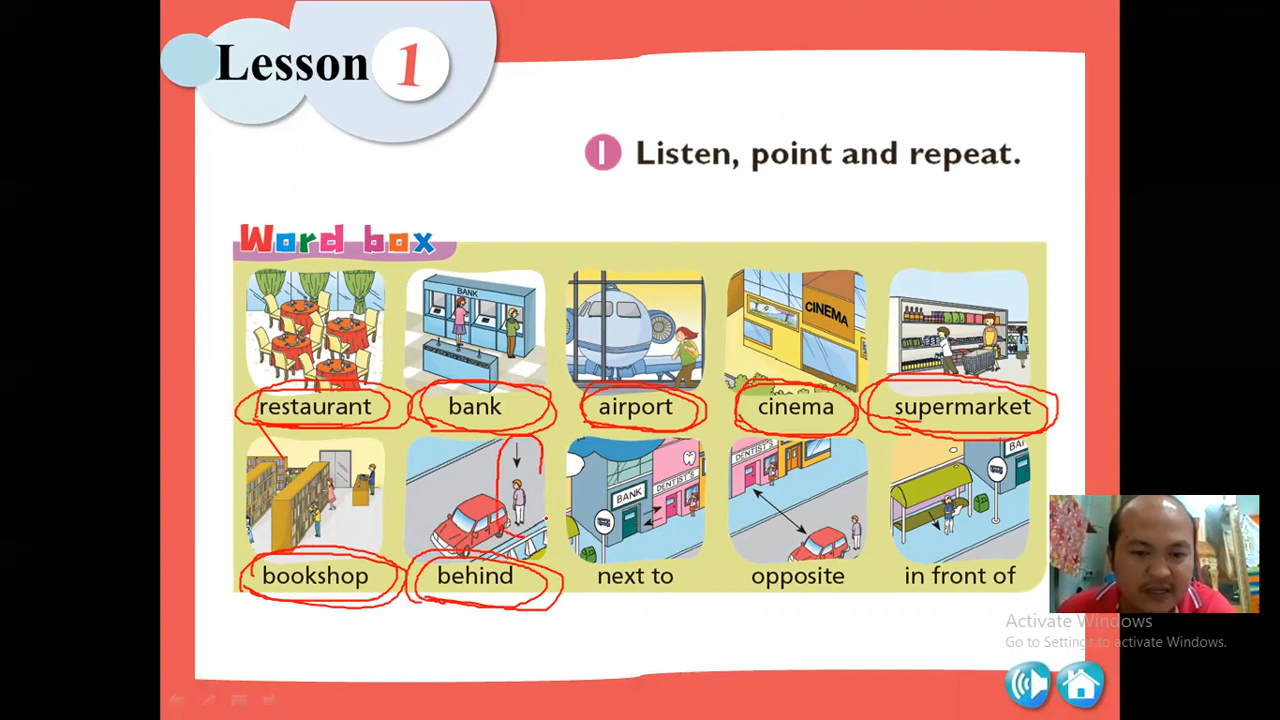 Lesson 1
1 Listen, point and repeat.
Word box
BANK
CINEMA
restaurant
bank
airport
cinema
supermarket
DENTIST'S
BANK
DENTIST'S
bookshop
behind
next to
opposite
in front of
Activate Windows
Go to Settings to activate Windows.